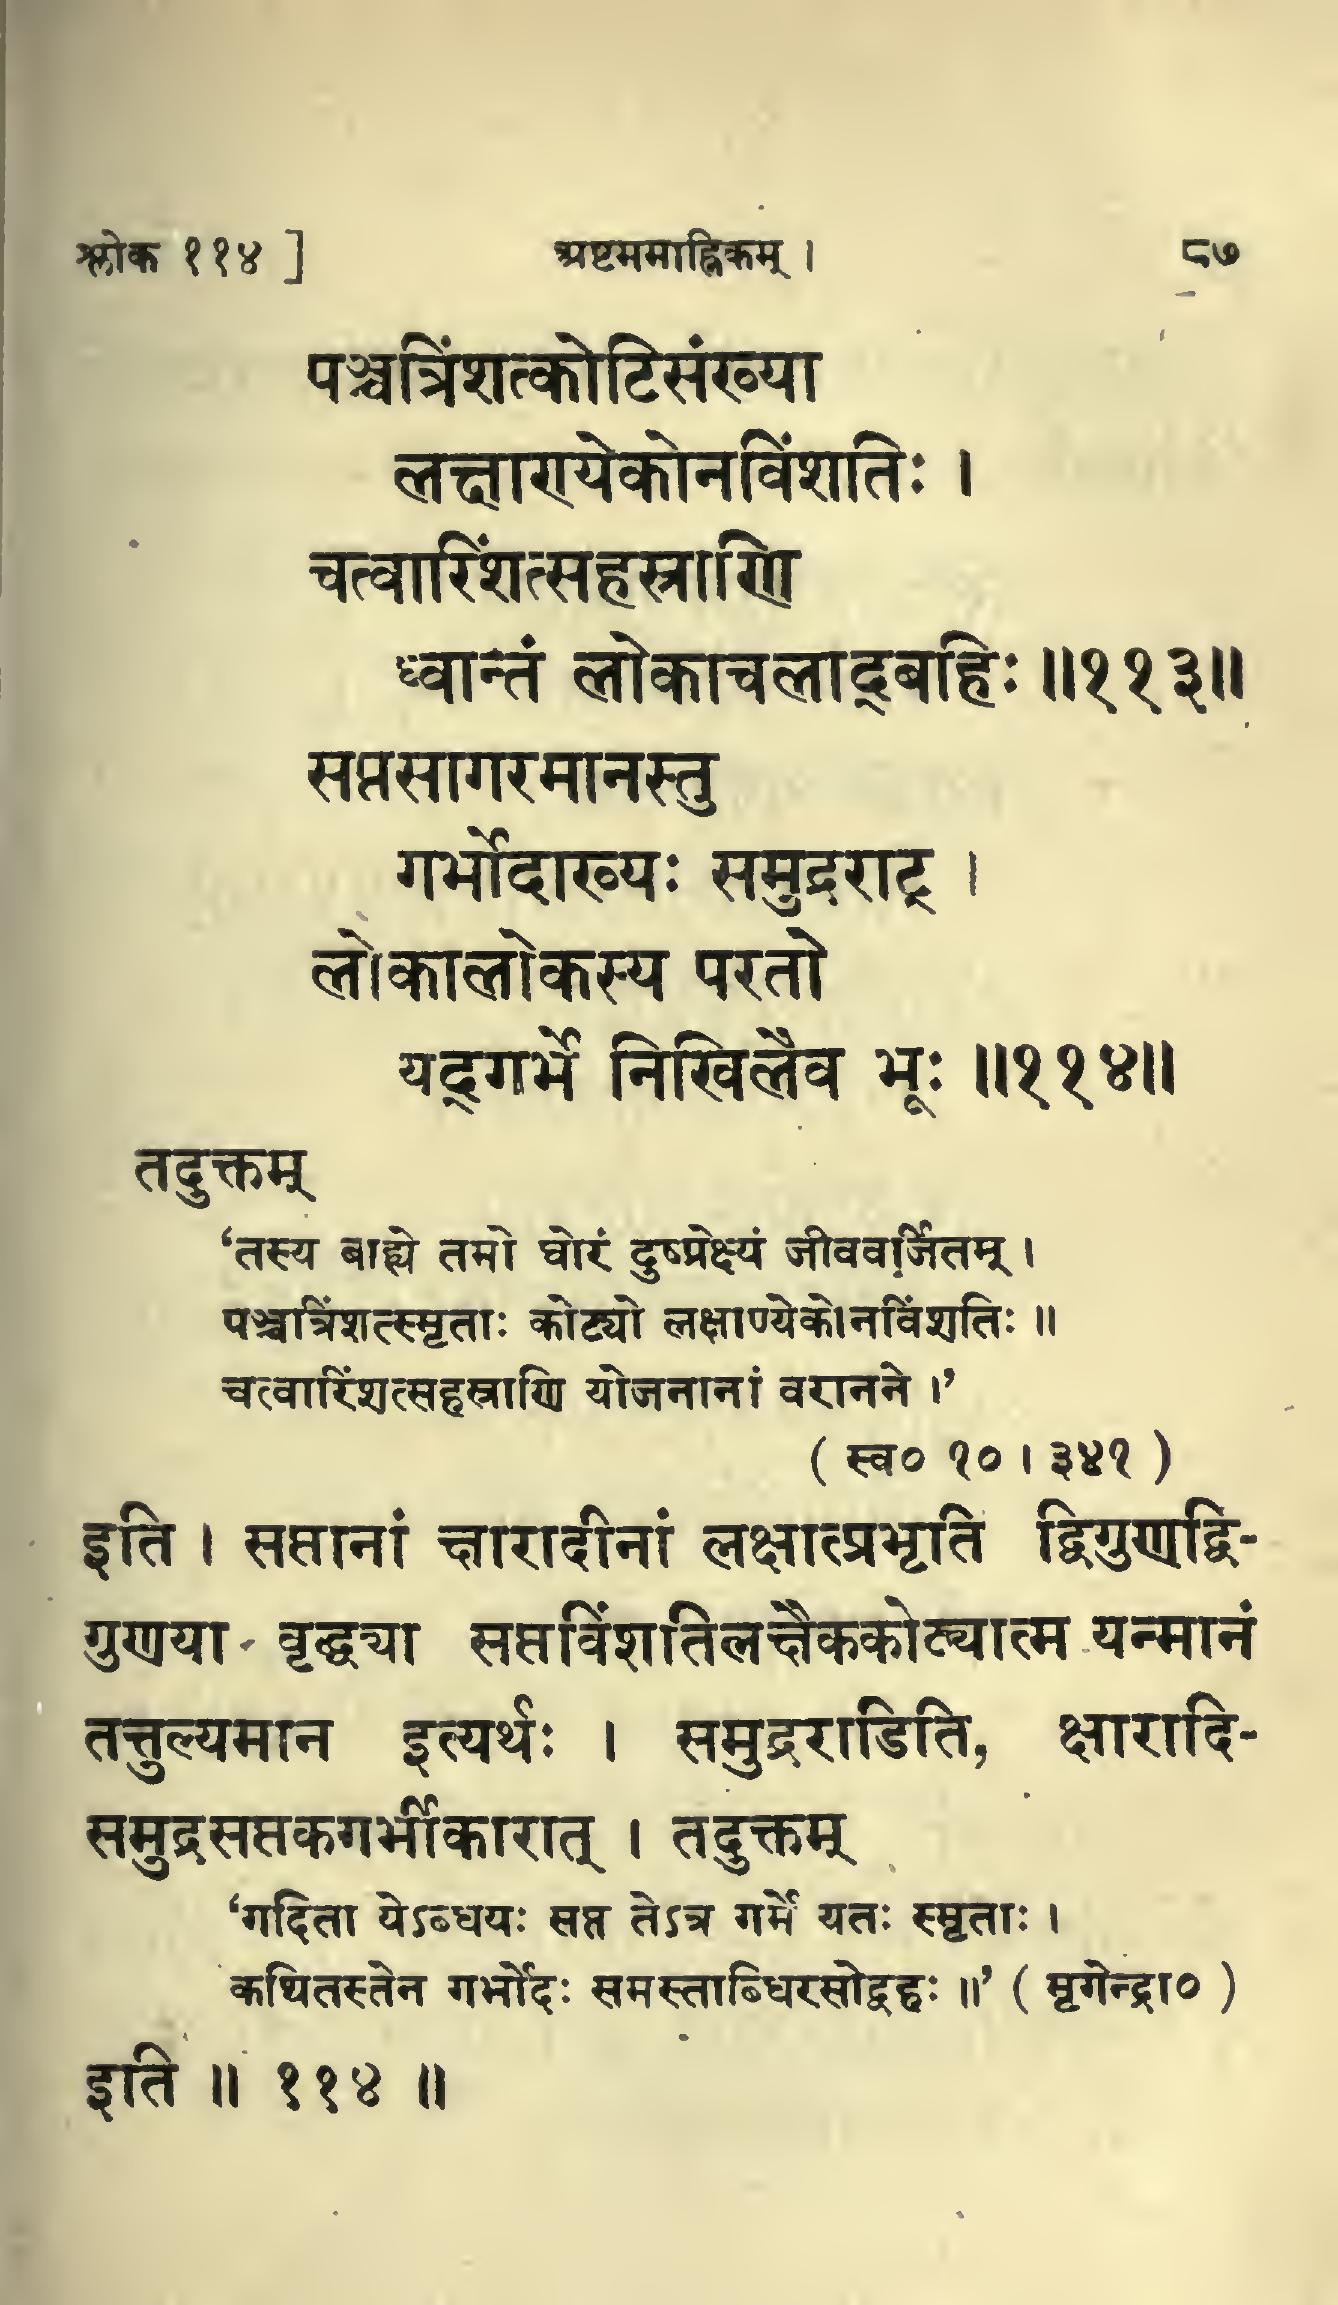 श्लोक ११४ ] अष्टममाह्निकम् । ८७
पञ्चत्रिंशत्कोटिसंख्या
लक्षाण्येकोनविंशतिः ।
चत्वारिंशत्सहस्राणि
ध्वान्तं लोकाचलाद्बहिः ॥११३॥
सप्तसागरमानस्तु
गर्भोदाख्यः समुद्रराट् ।
लोकालोकस्य परतो
यद्गर्भे निखिलैव भूः ॥११४॥
तदुक्तम्
‘तस्य बाह्ये तमो घोरं दुष्प्रेक्ष्यं जीववर्जितम् ।
पञ्चत्रिंशत्स्मृताः कोट्यो लक्षाण्येकोनविंशतिः ॥
चत्वारिंशत्सहस्राणि योजनानां वरानने ।’
( स्व० १० । ३४१ )
इति । सप्तानां क्षारादीनां लक्षात्प्रभृति द्विगुणद्वि-
गुणया वृद्ध्या सप्तविंशतिलक्षैककोट्यात्म यन्मानं
तत्तुल्यमान इत्यर्थः । समुद्रराडिति, क्षारादि-
समुद्रसप्तकगर्भीकारात् । तदुक्तम्
‘गदिता येऽब्धयः सप्त तेऽत्र गर्भे यतः स्मृताः ।
कथितस्तेन गर्भोदः समस्ताब्धिरसोद्वहः ॥’ ( मृगेन्द्रा० )
इति ॥ ११४ ॥